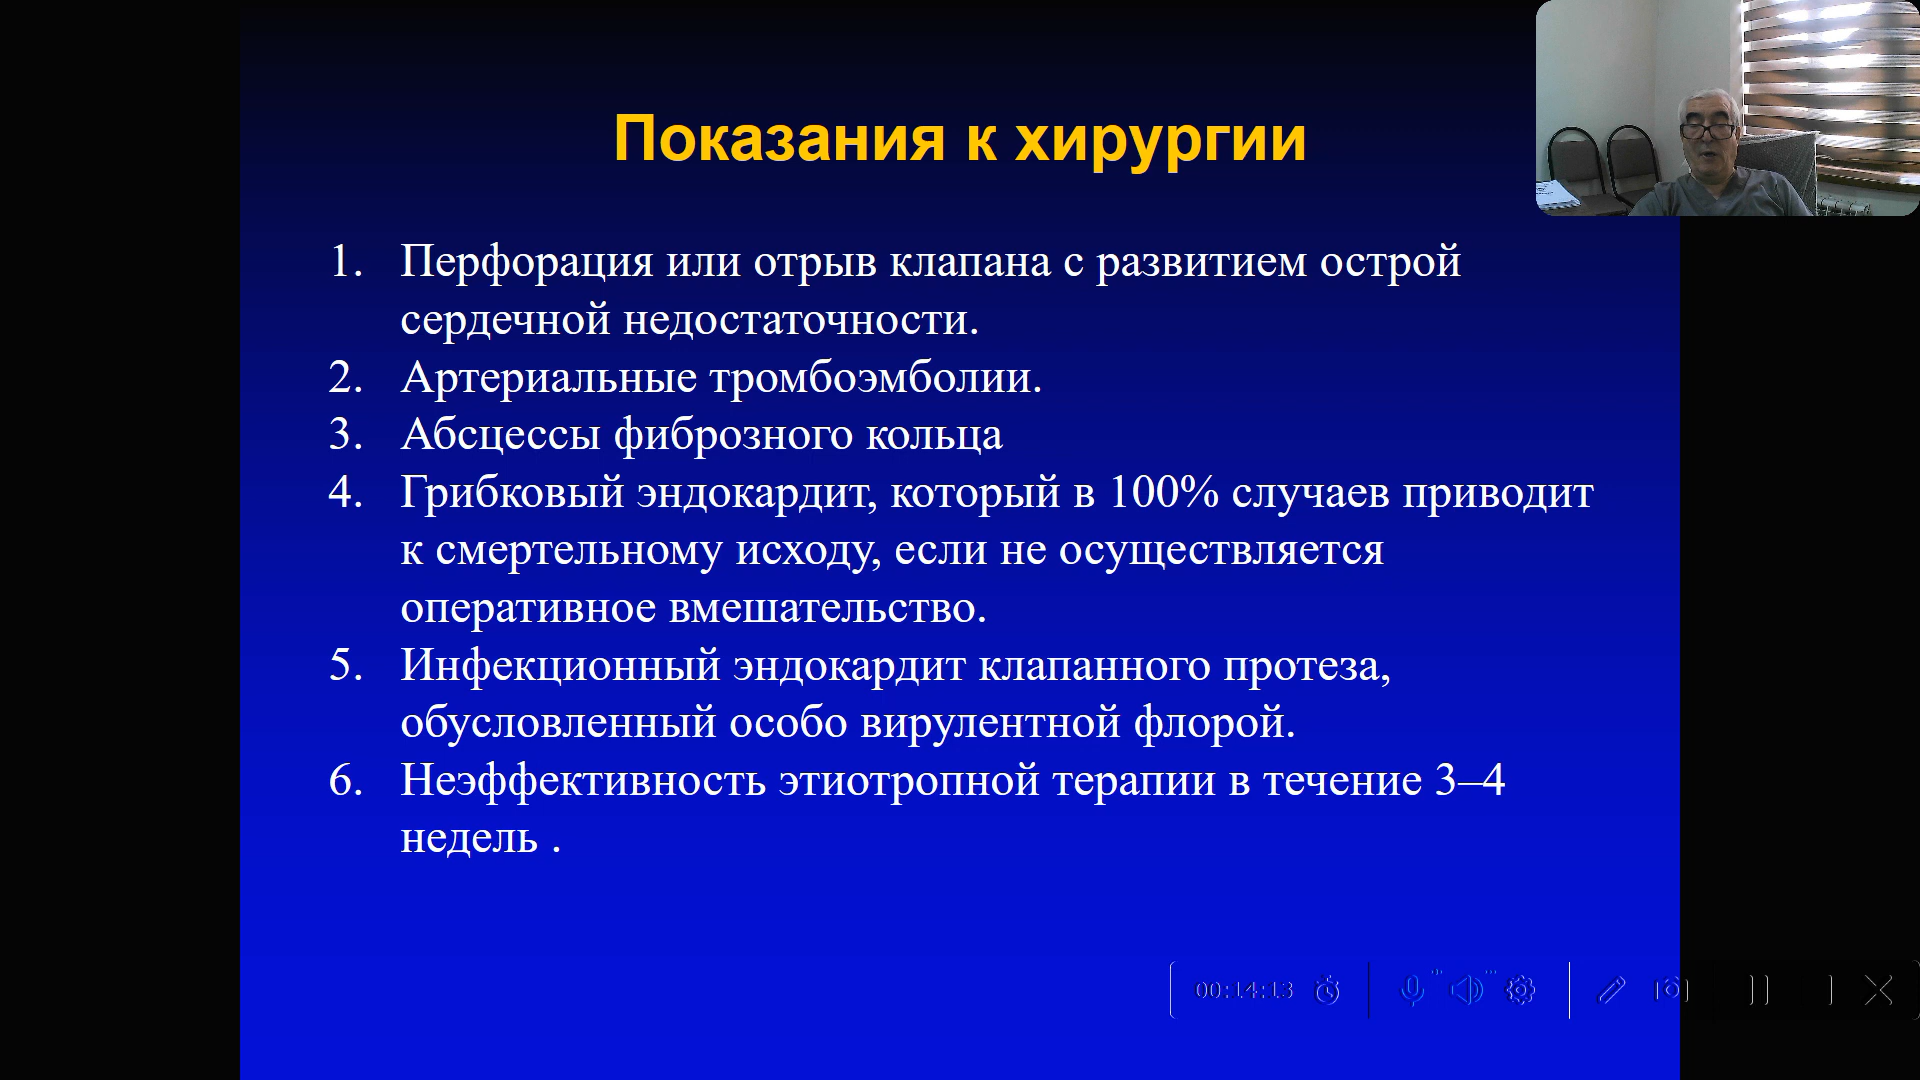 Показания к хирургии
1. Перфорация или отрыв клапана с развитием острой
сердечной недостаточности.
2. Артериальные тромбоэмболии.
3. Абсцессы фиброзного кольца
4. Грибковый эндокардит, который в 100% случаев приводит
к смертельному исходу, если не осуществляется
оперативное вмешательство.
5. Инфекционный эндокардит клапанного протеза,
обусловленный особо вирулентной флорой.
6. Неэффективность этиотропной терапии в течение 3–4
недель .
00:14:13